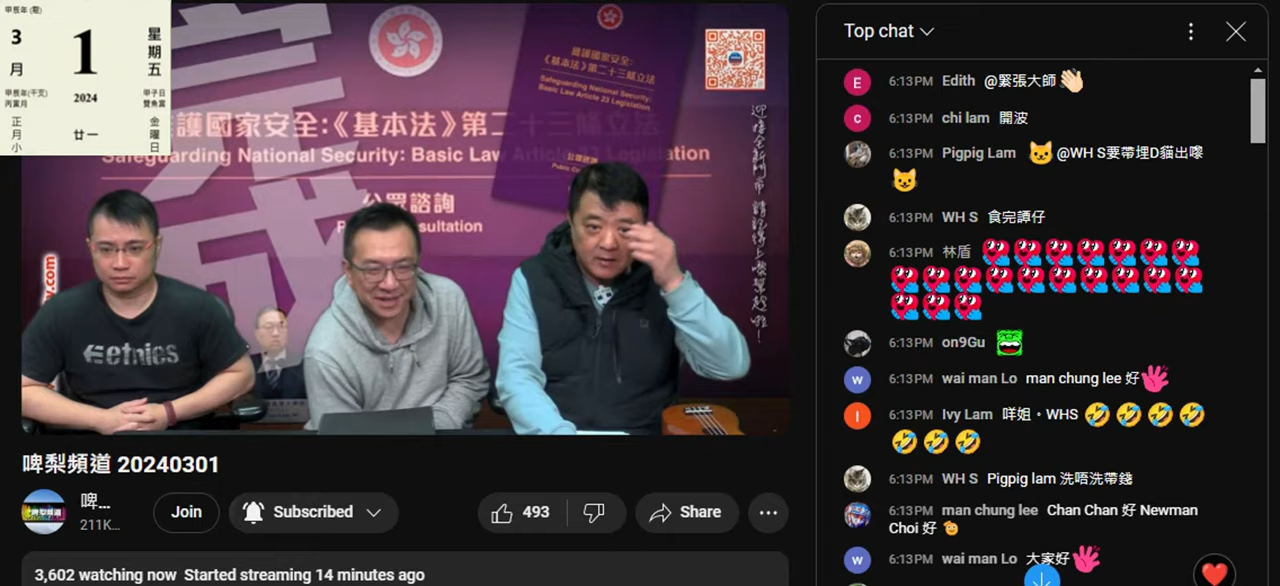 甲辰年 (龍)
3
月
甲辰年(干支)
丙寅月
正
月
小
1
2024
廿一
星
期
五
甲子日
雙魚宮
金
曜
日
維護國家安全:
《基本法》第二十三條立法
Safeguarding National Security:
Basic Law Article 23 Legislation
護國家安全:《基本法》第二十三條立法
Safeguarding National Security: Basic Law Article 23 Legislation
公眾諮詢
etnies
啤梨頻道 20240301
啤...
211K...
Join
Subscribed
493
Share
3,602 watching now Started streaming 14 minutes ago
Top chat
E 6:13 PM Edith @緊張大師
c 6:13 PM chi lam 開波
6:13 PM Pigpig Lam @WH S要帶埋D貓出嚟
6:13 PM WH S 食完譚仔
6:13 PM 林盾
6:13 PM on9Gu
w 6:13 PM wai man Lo man chung lee 好
I 6:13 PM Ivy Lam 咩姐 • WHS
6:13 PM WH S Pigpig lam 洗唔洗帶錢
6:13 PM man chung lee Chan Chan 好 Newman
Choi 好
w 6:13 PM wai man Lo 大家好